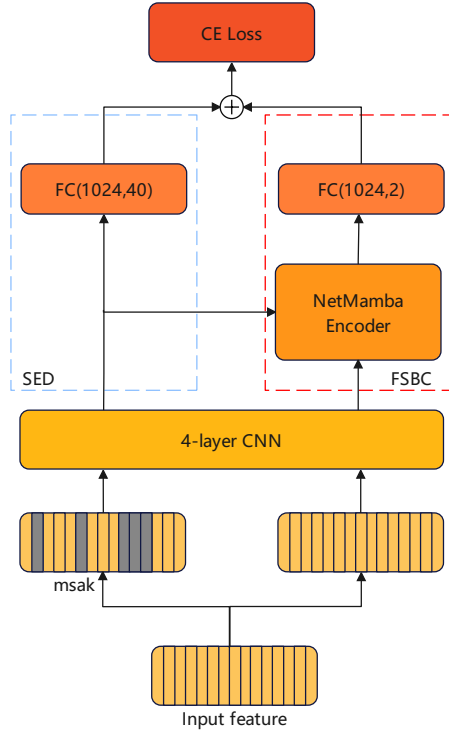 CE Loss
FC(1024,40)
FC(1024,2)
NetMamba
Encoder
SED
FSBC
4-layer CNN
msak
Input feature